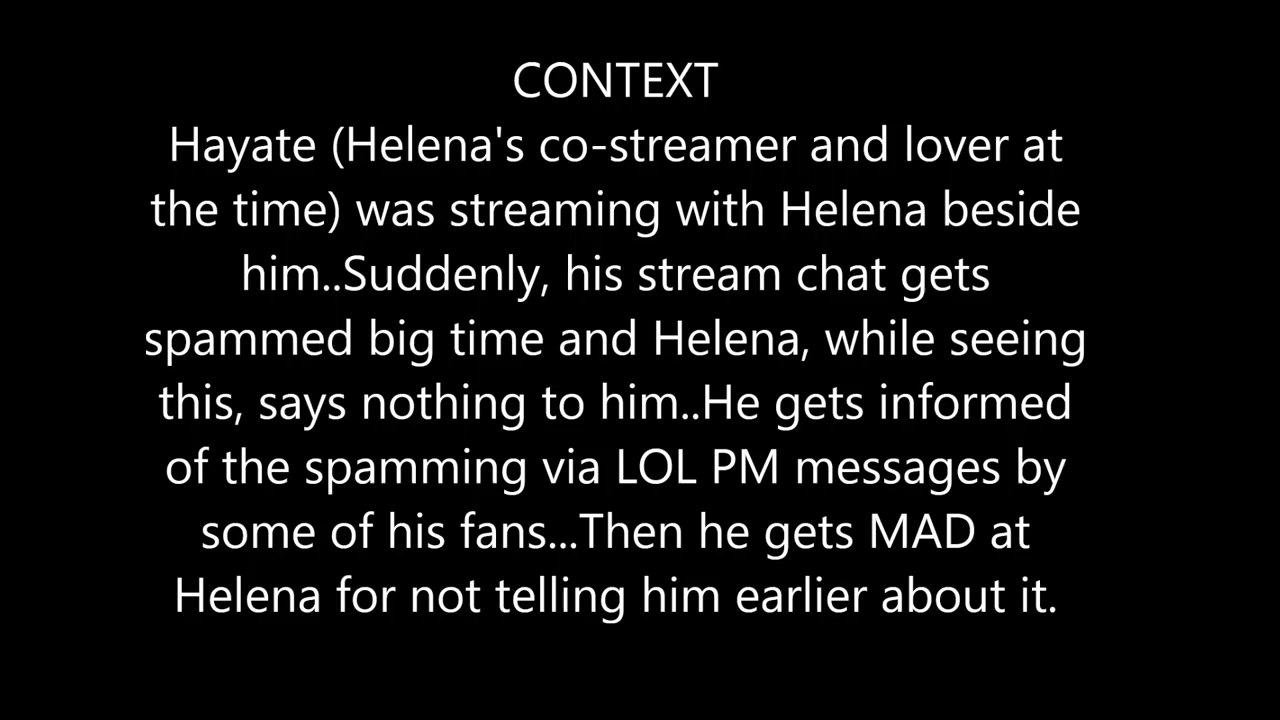 CONTEXT
Hayate (Helena's co-streamer and lover at
the time) was streaming with Helena beside
him..Suddenly, his stream chat gets
spammed big time and Helena, while seeing
this, says nothing to him..He gets informed
of the spamming via LOL PM messages by
some of his fans...Then he gets MAD at
Helena for not telling him earlier about it.